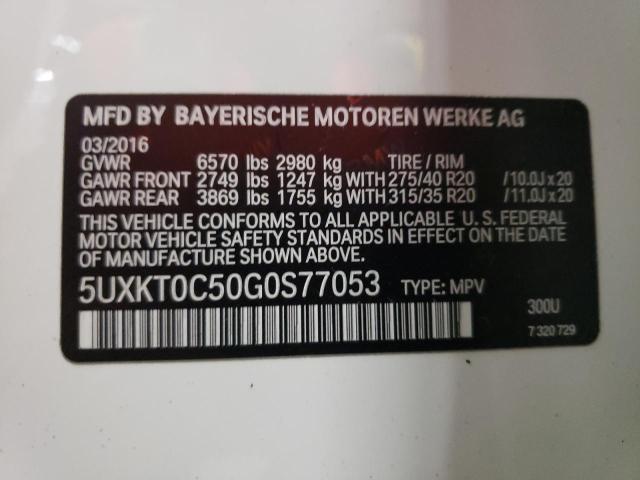 MFD BY BAYERISCHE MOTOREN WERKE AG
03/2016
GVWR 6570 lbs 2980 kg TIRE / RIM
GAWR FRONT 2749 lbs 1247 kg WITH 275/40 R20 /10.0J x 20
GAWR REAR 3869 lbs 1755 kg WITH 315/35 R20 /11.0J x 20
THIS VEHICLE CONFORMS TO ALL APPLICABLE U. S. FEDERAL
MOTOR VEHICLE SAFETY STANDARDS IN EFFECT ON THE DATE
OF MANUFACTURE SHOWN ABOVE.
5UXKT0C50G0S77053 TYPE: MPV
300U
7 320 729